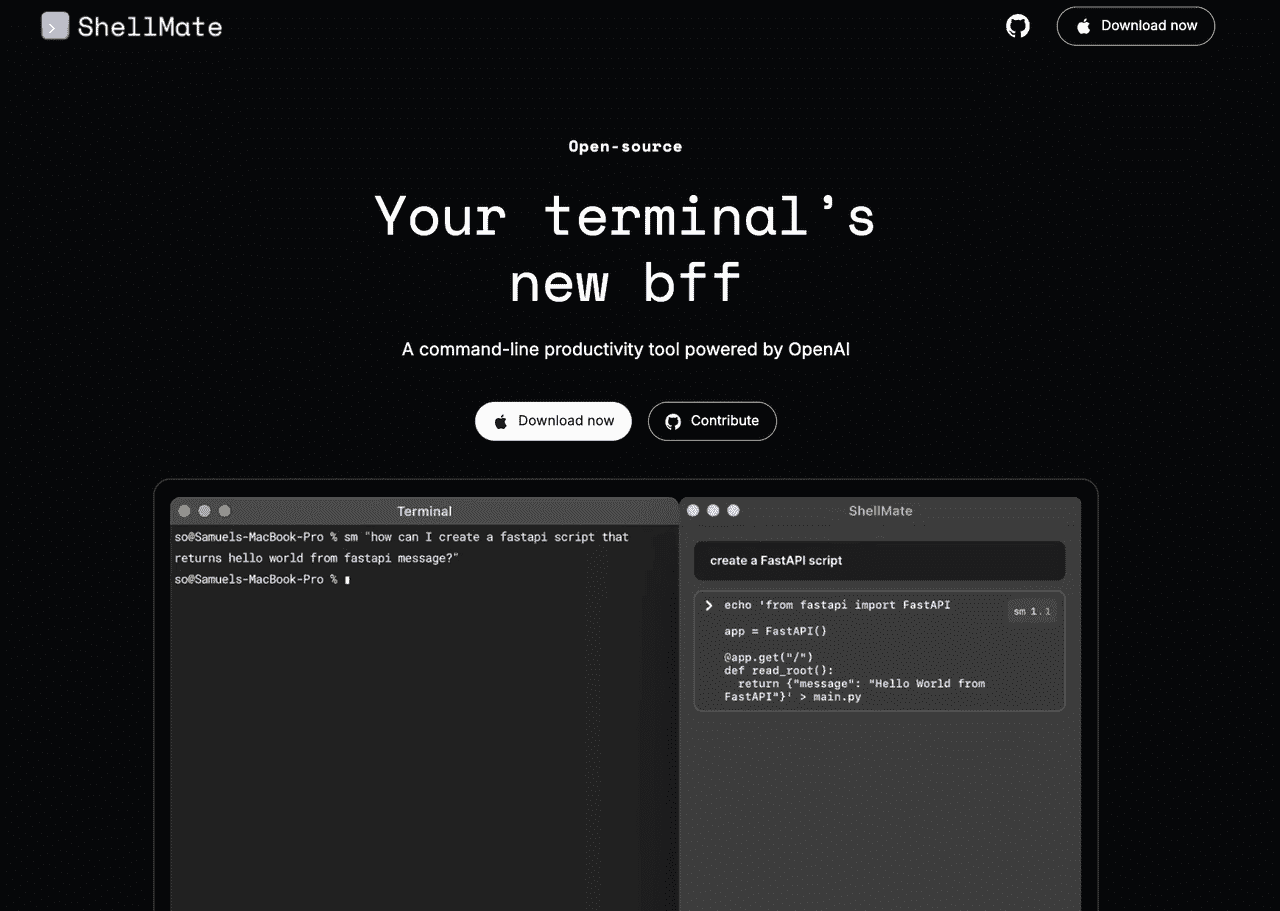 ShellMate
Download now
Open-source
Your terminal's
new bff
A command-line productivity tool powered by OpenAI
Download now
Contribute
Terminal
so@Samuels-MacBook-Pro % sm "how can I create a fastapi script that
returns hello world from fastapi message?"
so@Samuels-MacBook-Pro %
ShellMate
create a FastAPI script
echo 'from fastapi import FastAPI
sm 1.1
app = FastAPI()
@app.get("/")
def read_root():
return {"message": "Hello World from
FastAPI"}' > main.py